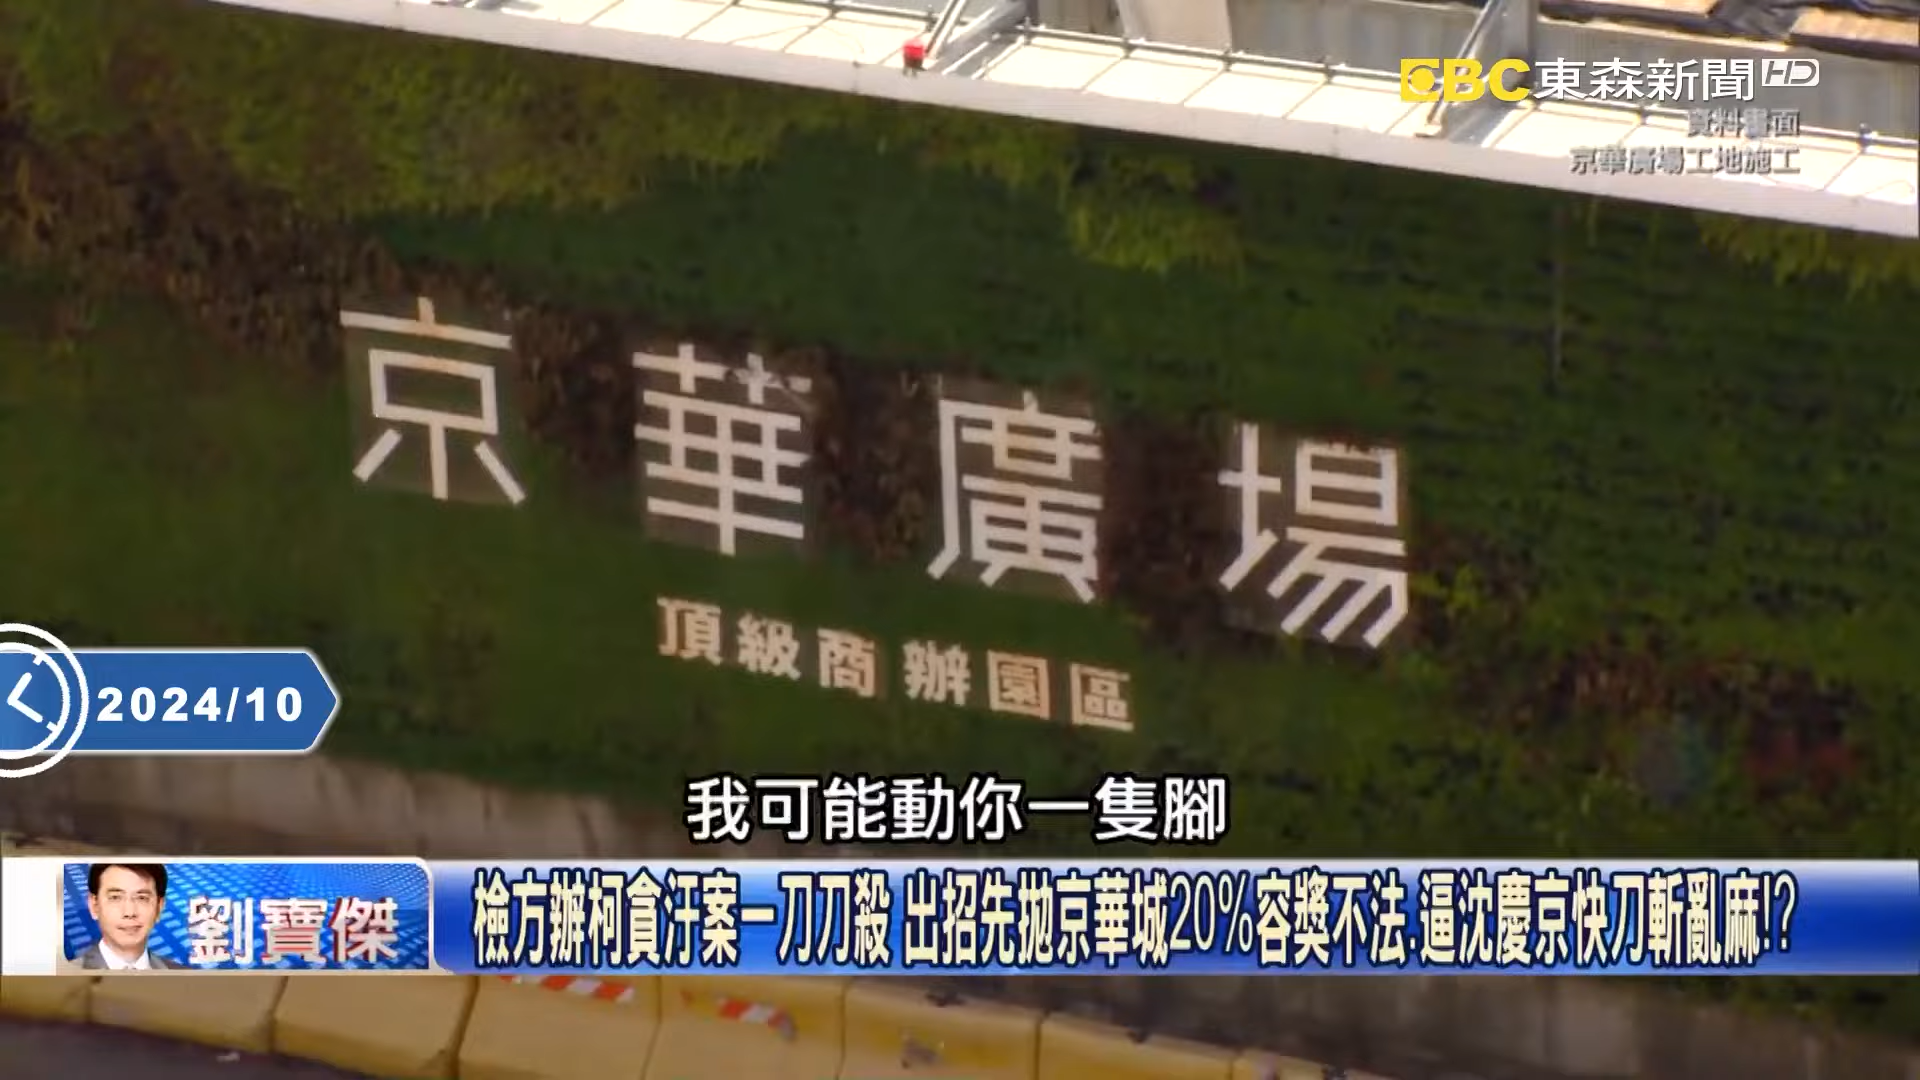 EBC東森新聞HD
資料畫面
京華廣場工地施工
京華廣場
頂級商辦園區
2024/10
我可能動你一隻腳
劉寶傑
檢方辦柯貪汙案一刀刀殺 出招先拋京華城20%容獎不法.逼沈慶京快刀斬亂麻!?